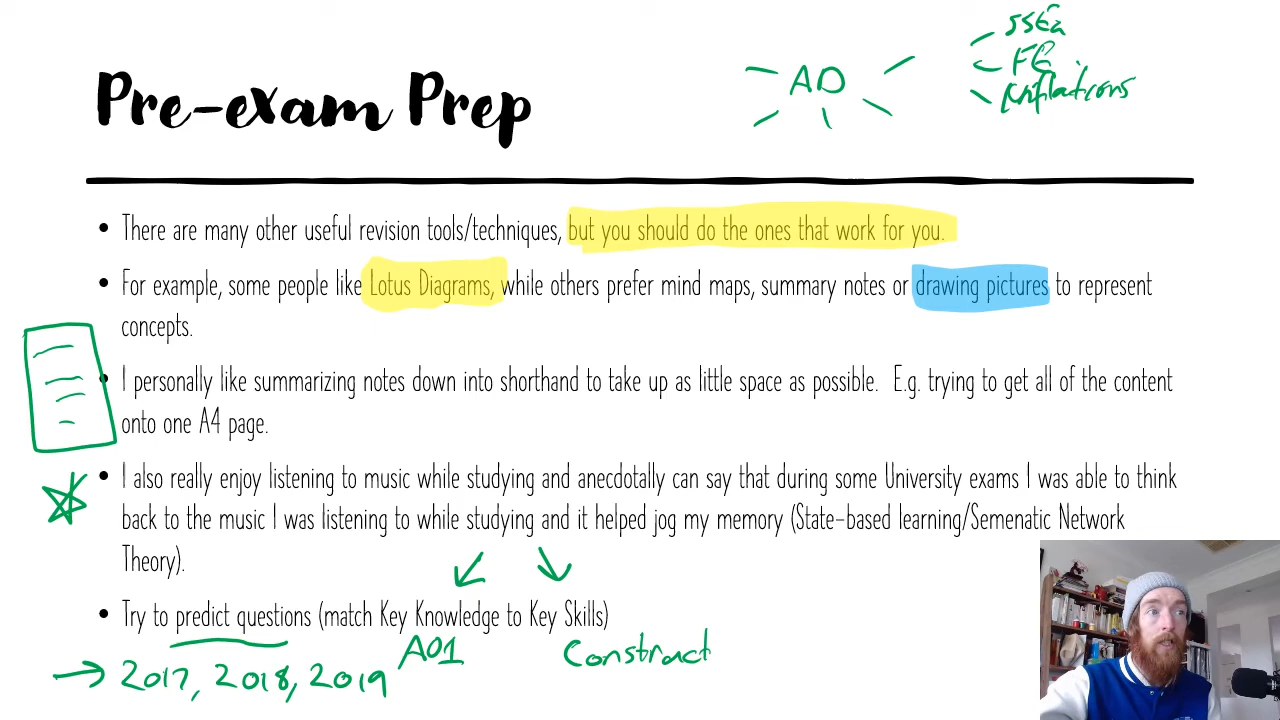 SSEG
FE
Pre-exam Prep
AD
Inflations
There are many other useful revision tools/techniques, but you should do the ones that work for you.
For example, some people like Lotus Diagrams, while others prefer mind maps, summary notes or drawing pictures to represent
concepts.
I personally like summarizing notes down into shorthand to take up as little space as possible. E.g. trying to get all of the content
onto one A4 page.
I also really enjoy listening to music while studying and anecdotally can say that during some University exams I was able to think
back to the music I was listening to while studying and it helped jog my memory (State-based learning/Semenatic Network
Theory).
Try to predict questions (match Key Knowledge to Key Skills)
AO1
Construct
2017, 2018, 2019